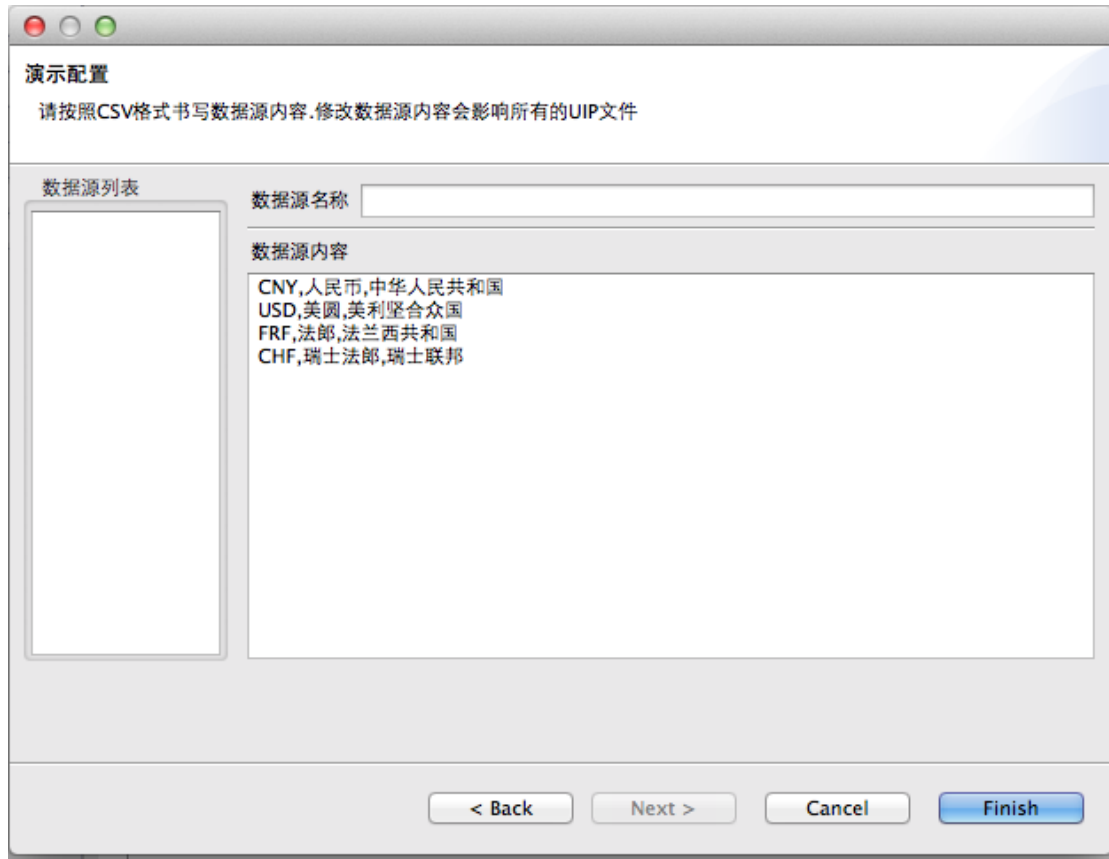 演示配置
请按照CSV格式书写数据源内容.修改数据源内容会影响所有的UIP文件
数据源列表
数据源名称
数据源内容
CNY,人民币,中华人民共和国
USD,美圆,美利坚合众国
FRF,法郎,法兰西共和国
CHF,瑞士法郎,瑞士联邦
< Back
Next >
Cancel
Finish